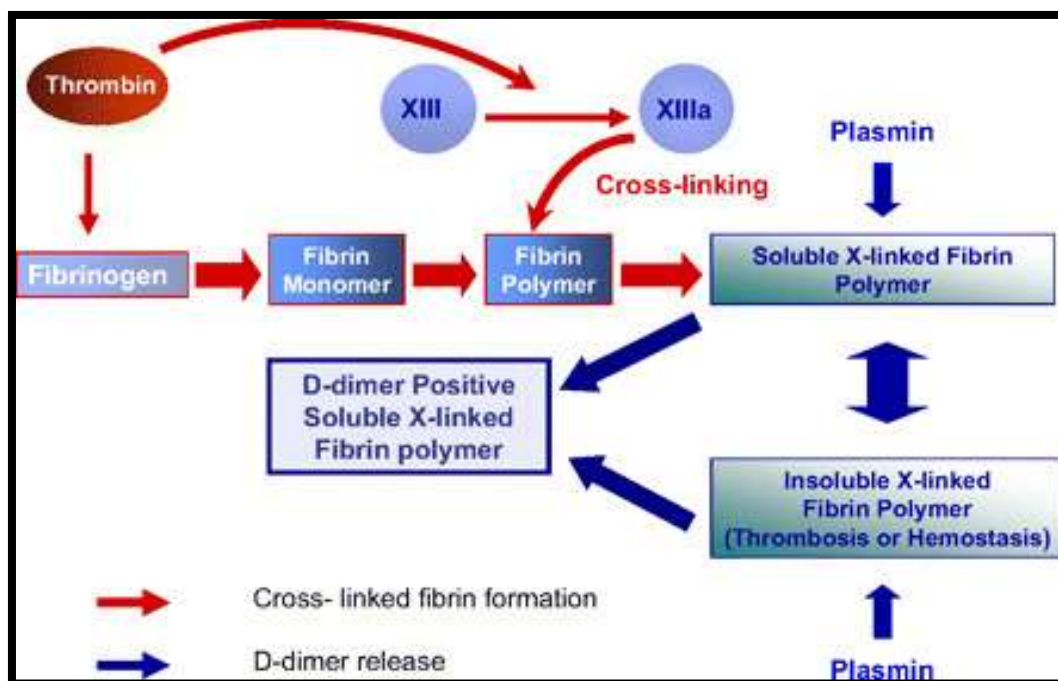 Thrombin
XIII
XIIIa
Plasmin
Cross-linking
Fibrinogen
Fibrin
Monomer
Fibrin
Polymer
Soluble X-linked Fibrin
Polymer
D-dimer Positive
Soluble X-linked
Fibrin polymer
Insoluble X-linked
Fibrin Polymer
(Thrombosis or Hemostasis)
Cross- linked fibrin formation
D-dimer release
Plasmin